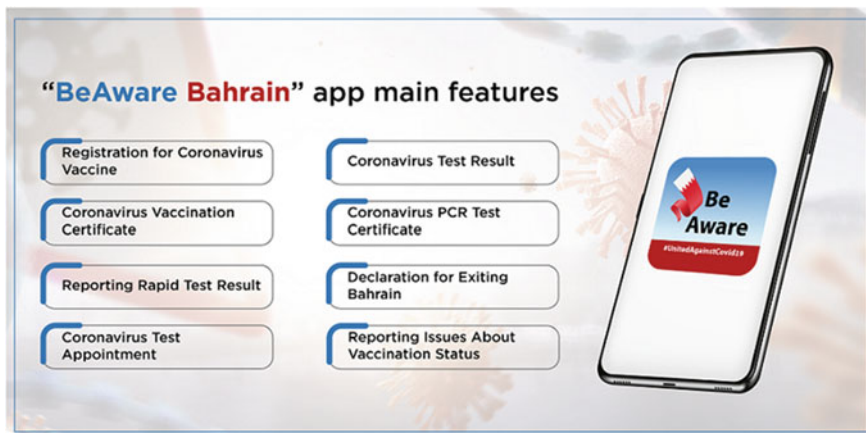 “BeAware Bahrain” app main features
Registration for Coronavirus
Vaccine
Coronavirus Vaccination
Certificate
Reporting Rapid Test Result
Coronavirus Test
Appointment
Coronavirus Test Result
Coronavirus PCR Test
Certificate
Declaration for Exiting
Bahrain
Reporting Issues About
Vaccination Status
Be
Aware
#UnitedAgainstCovid19